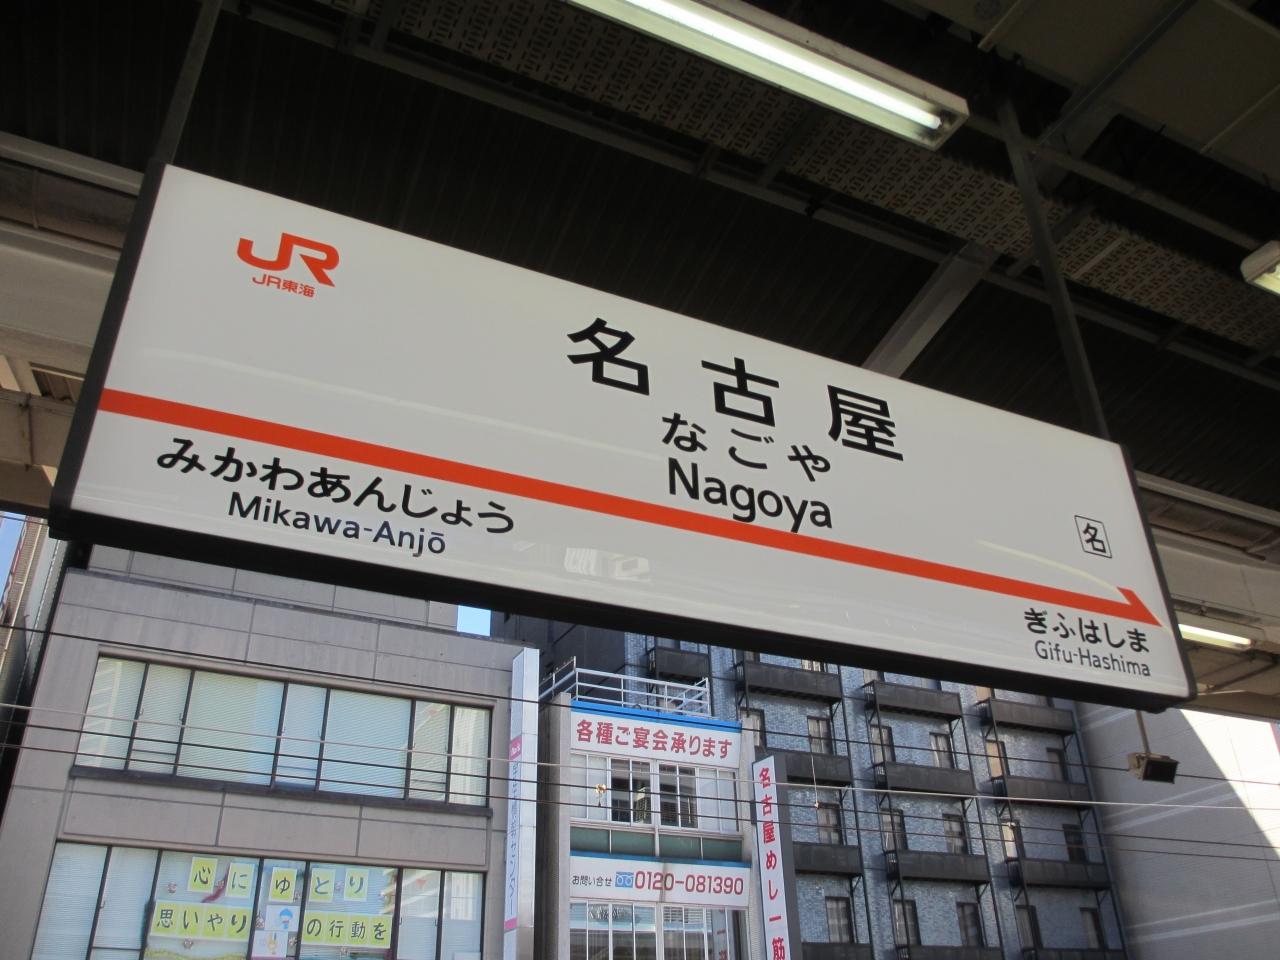 JR
JR東海
名古屋
なごや
Nagoya
名
みかわあんじょう
Mikawa-Anjō
ぎふはしま
Gifu-Hashima
各種ご宴会承ります
お問い合せ 0120-081390
名古屋めし一筋
心にゆとり
思いやりの行動を